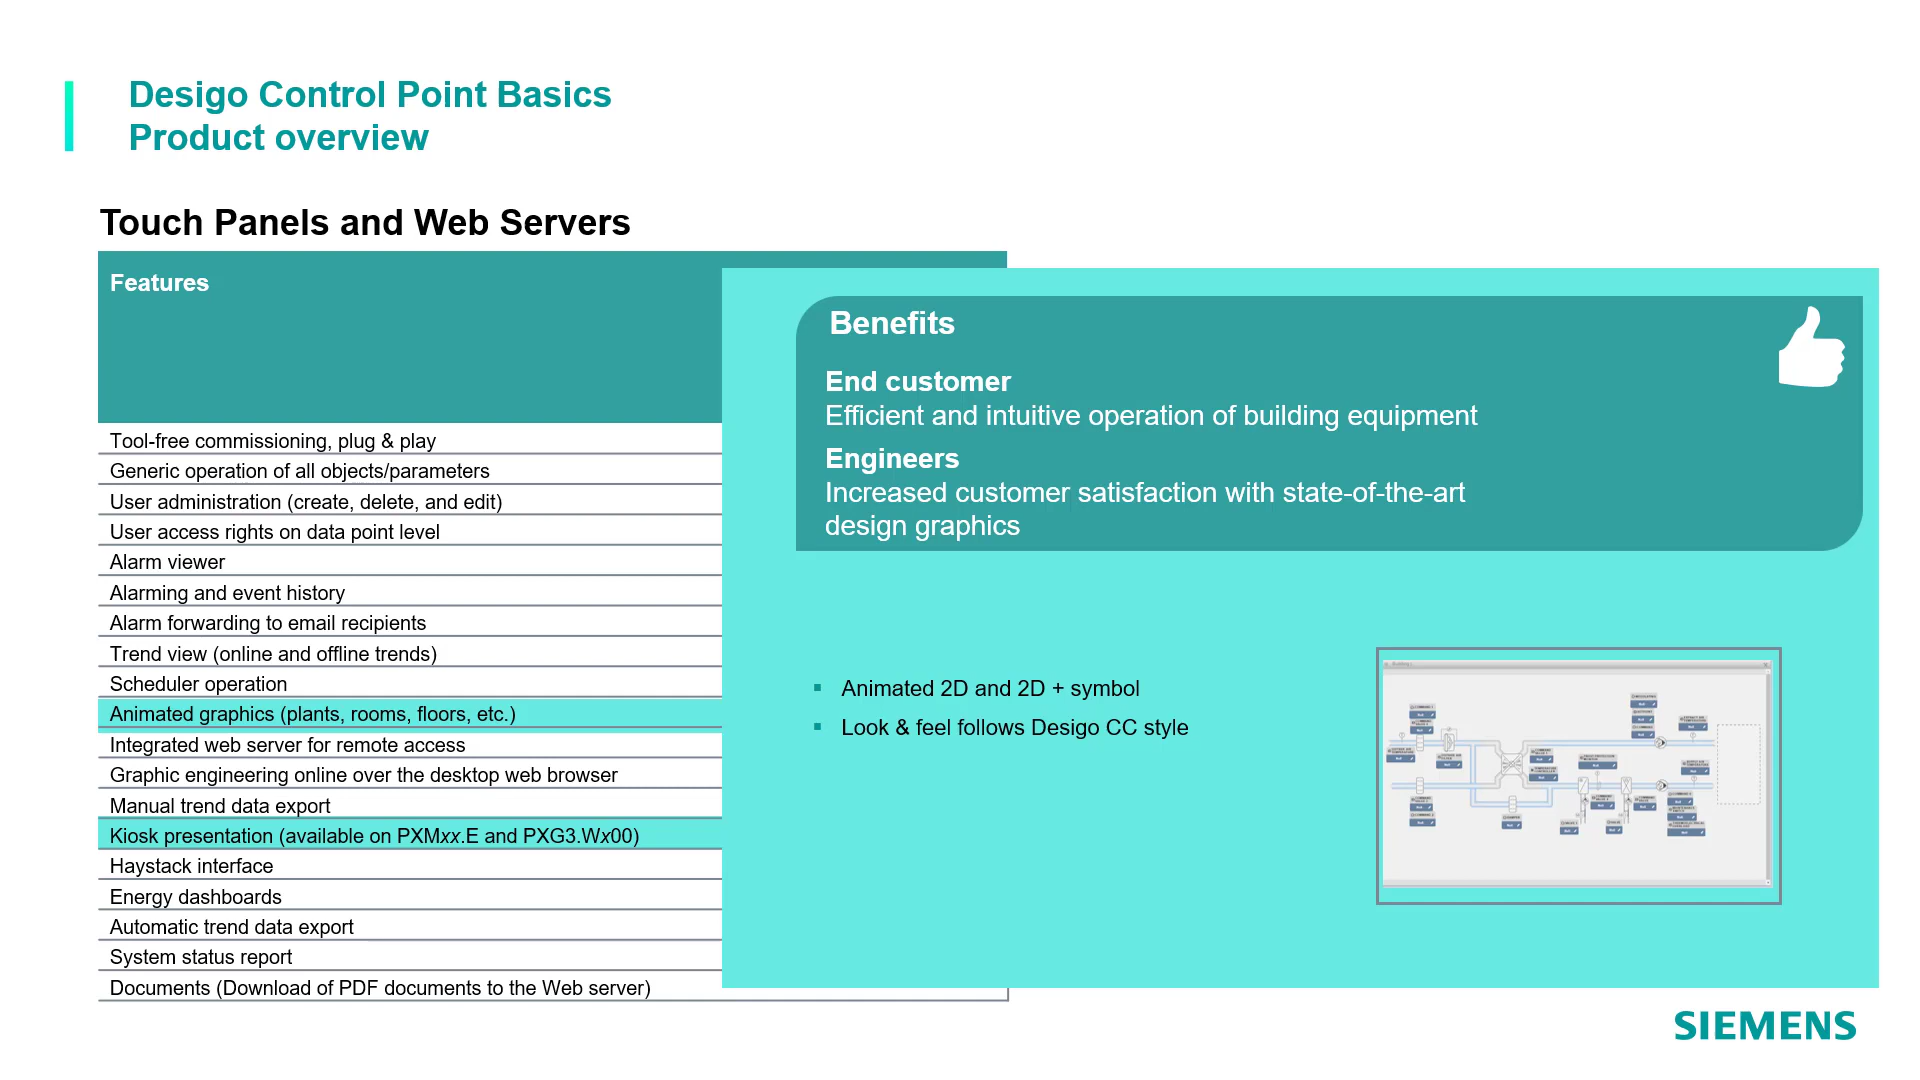 Desigo Control Point Basics
Product overview
Touch Panels and Web Servers
Features
Tool-free commissioning, plug & play
Generic operation of all objects/parameters
User administration (create, delete, and edit)
User access rights on data point level
Alarm viewer
Alarming and event history
Alarm forwarding to email recipients
Trend view (online and offline trends)
Scheduler operation
Animated graphics (plants, rooms, floors, etc.)
Integrated web server for remote access
Graphic engineering online over the desktop web browser
Manual trend data export
Kiosk presentation (available on PXMxx.E and PXG3.Wx00)
Haystack interface
Energy dashboards
Automatic trend data export
System status report
Documents (Download of PDF documents to the Web server)
Benefits
End customer
Efficient and intuitive operation of building equipment
Engineers
Increased customer satisfaction with state-of-the-art
design graphics
▪ Animated 2D and 2D + symbol
▪ Look & feel follows Desigo CC style
SIEMENS